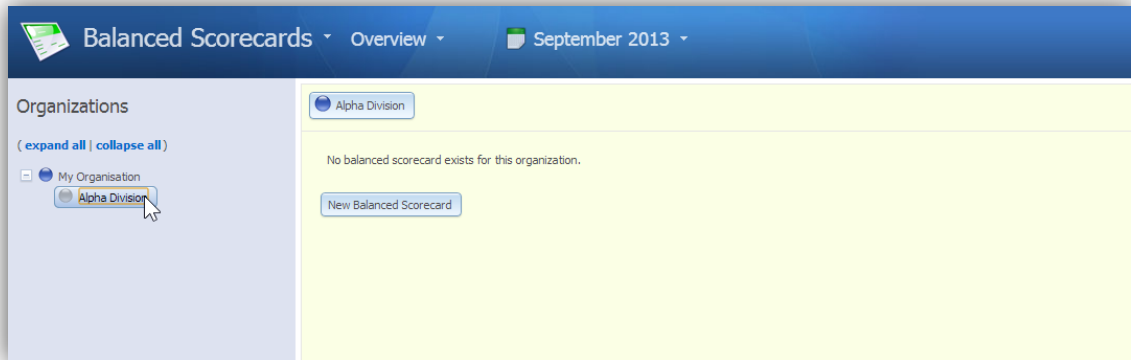 Balanced Scorecards Overview September 2013
Organizations
( expand all | collapse all )
My Organisation
Alpha Division
Alpha Division
No balanced scorecard exists for this organization.
New Balanced Scorecard